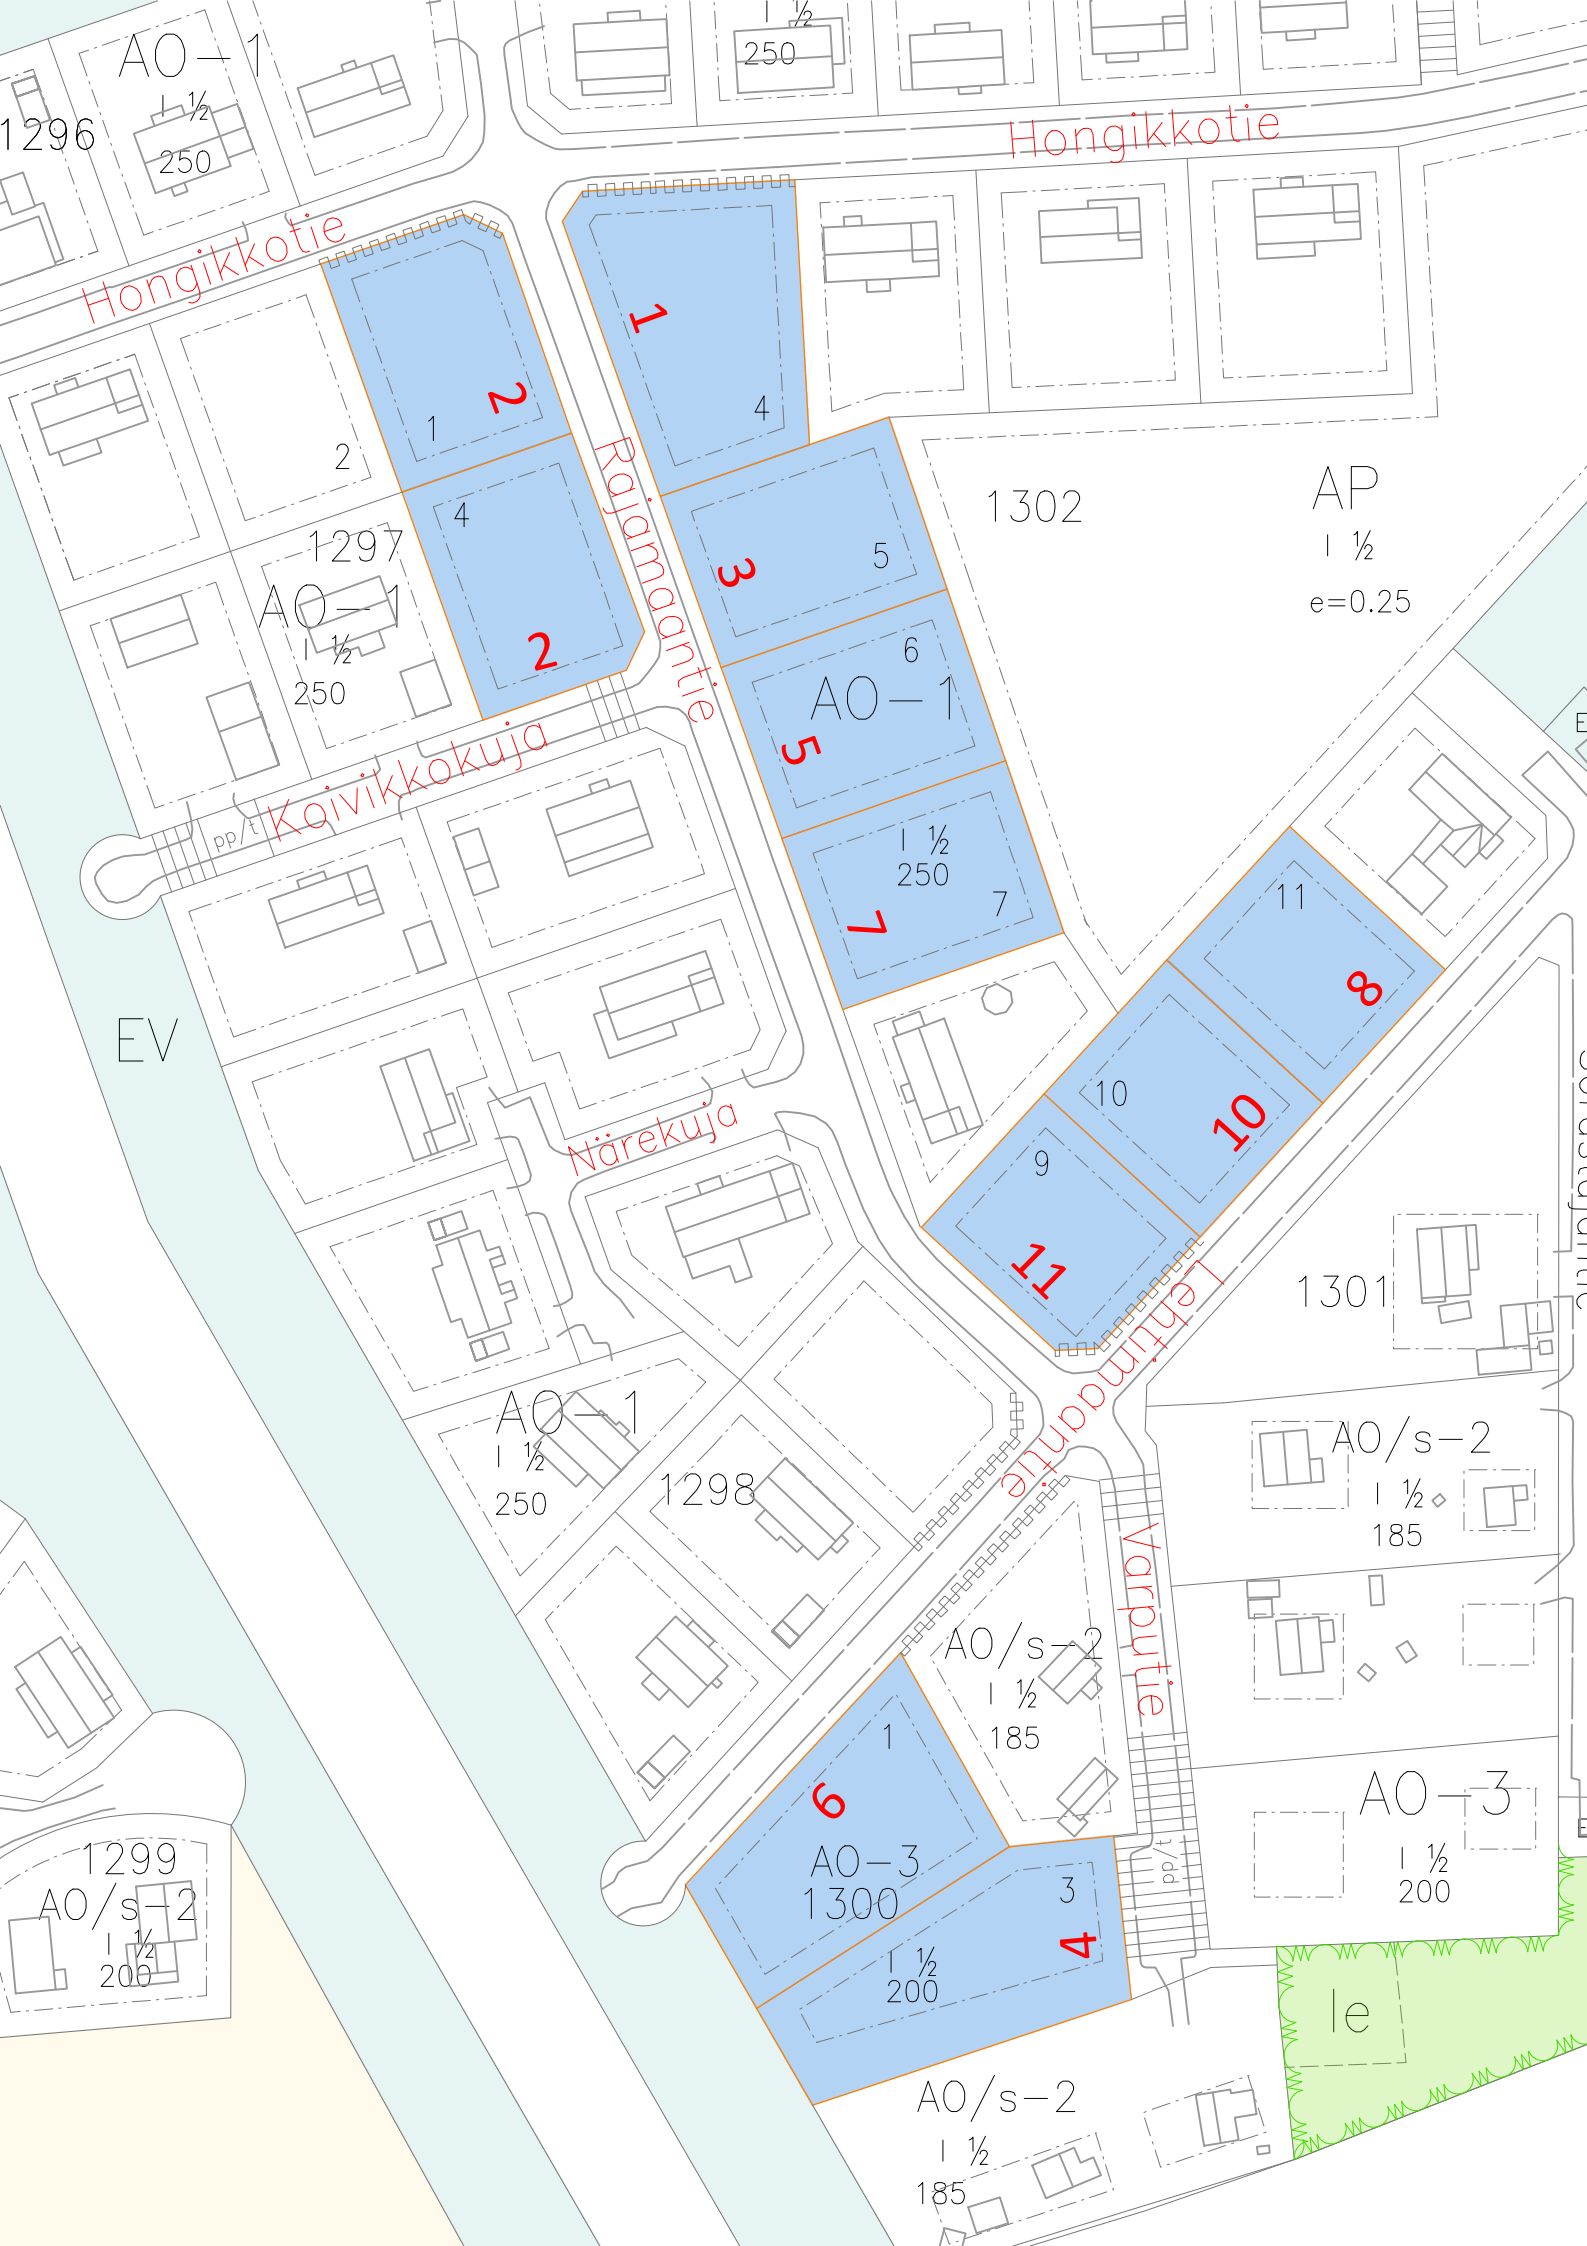 AO-1
I ½
250
1296
I ½
250
Hongikkotie
Hongikkotie
1
2
1
4
2
2
4
2
1297
AO-1
I ½
250
Rajamaantie
1302
AP
I ½
e=0.25
3
5
6
AO-1
5
I ½
250
7
7
Koivikkokuja
pp/t
EV
11
8
10
10
9
11
Närekuja
Lehtimaantie
1301
AO-1
I ½
250
1298
AO/s-2
I ½
185
Varputie
AO/s-2
I ½
185
1
6
AO-3
1300
3
4
I ½
200
pp/t
AO-3
I ½
200
1299
AO/s-2
I ½
200
le
AO/s-2
I ½
185